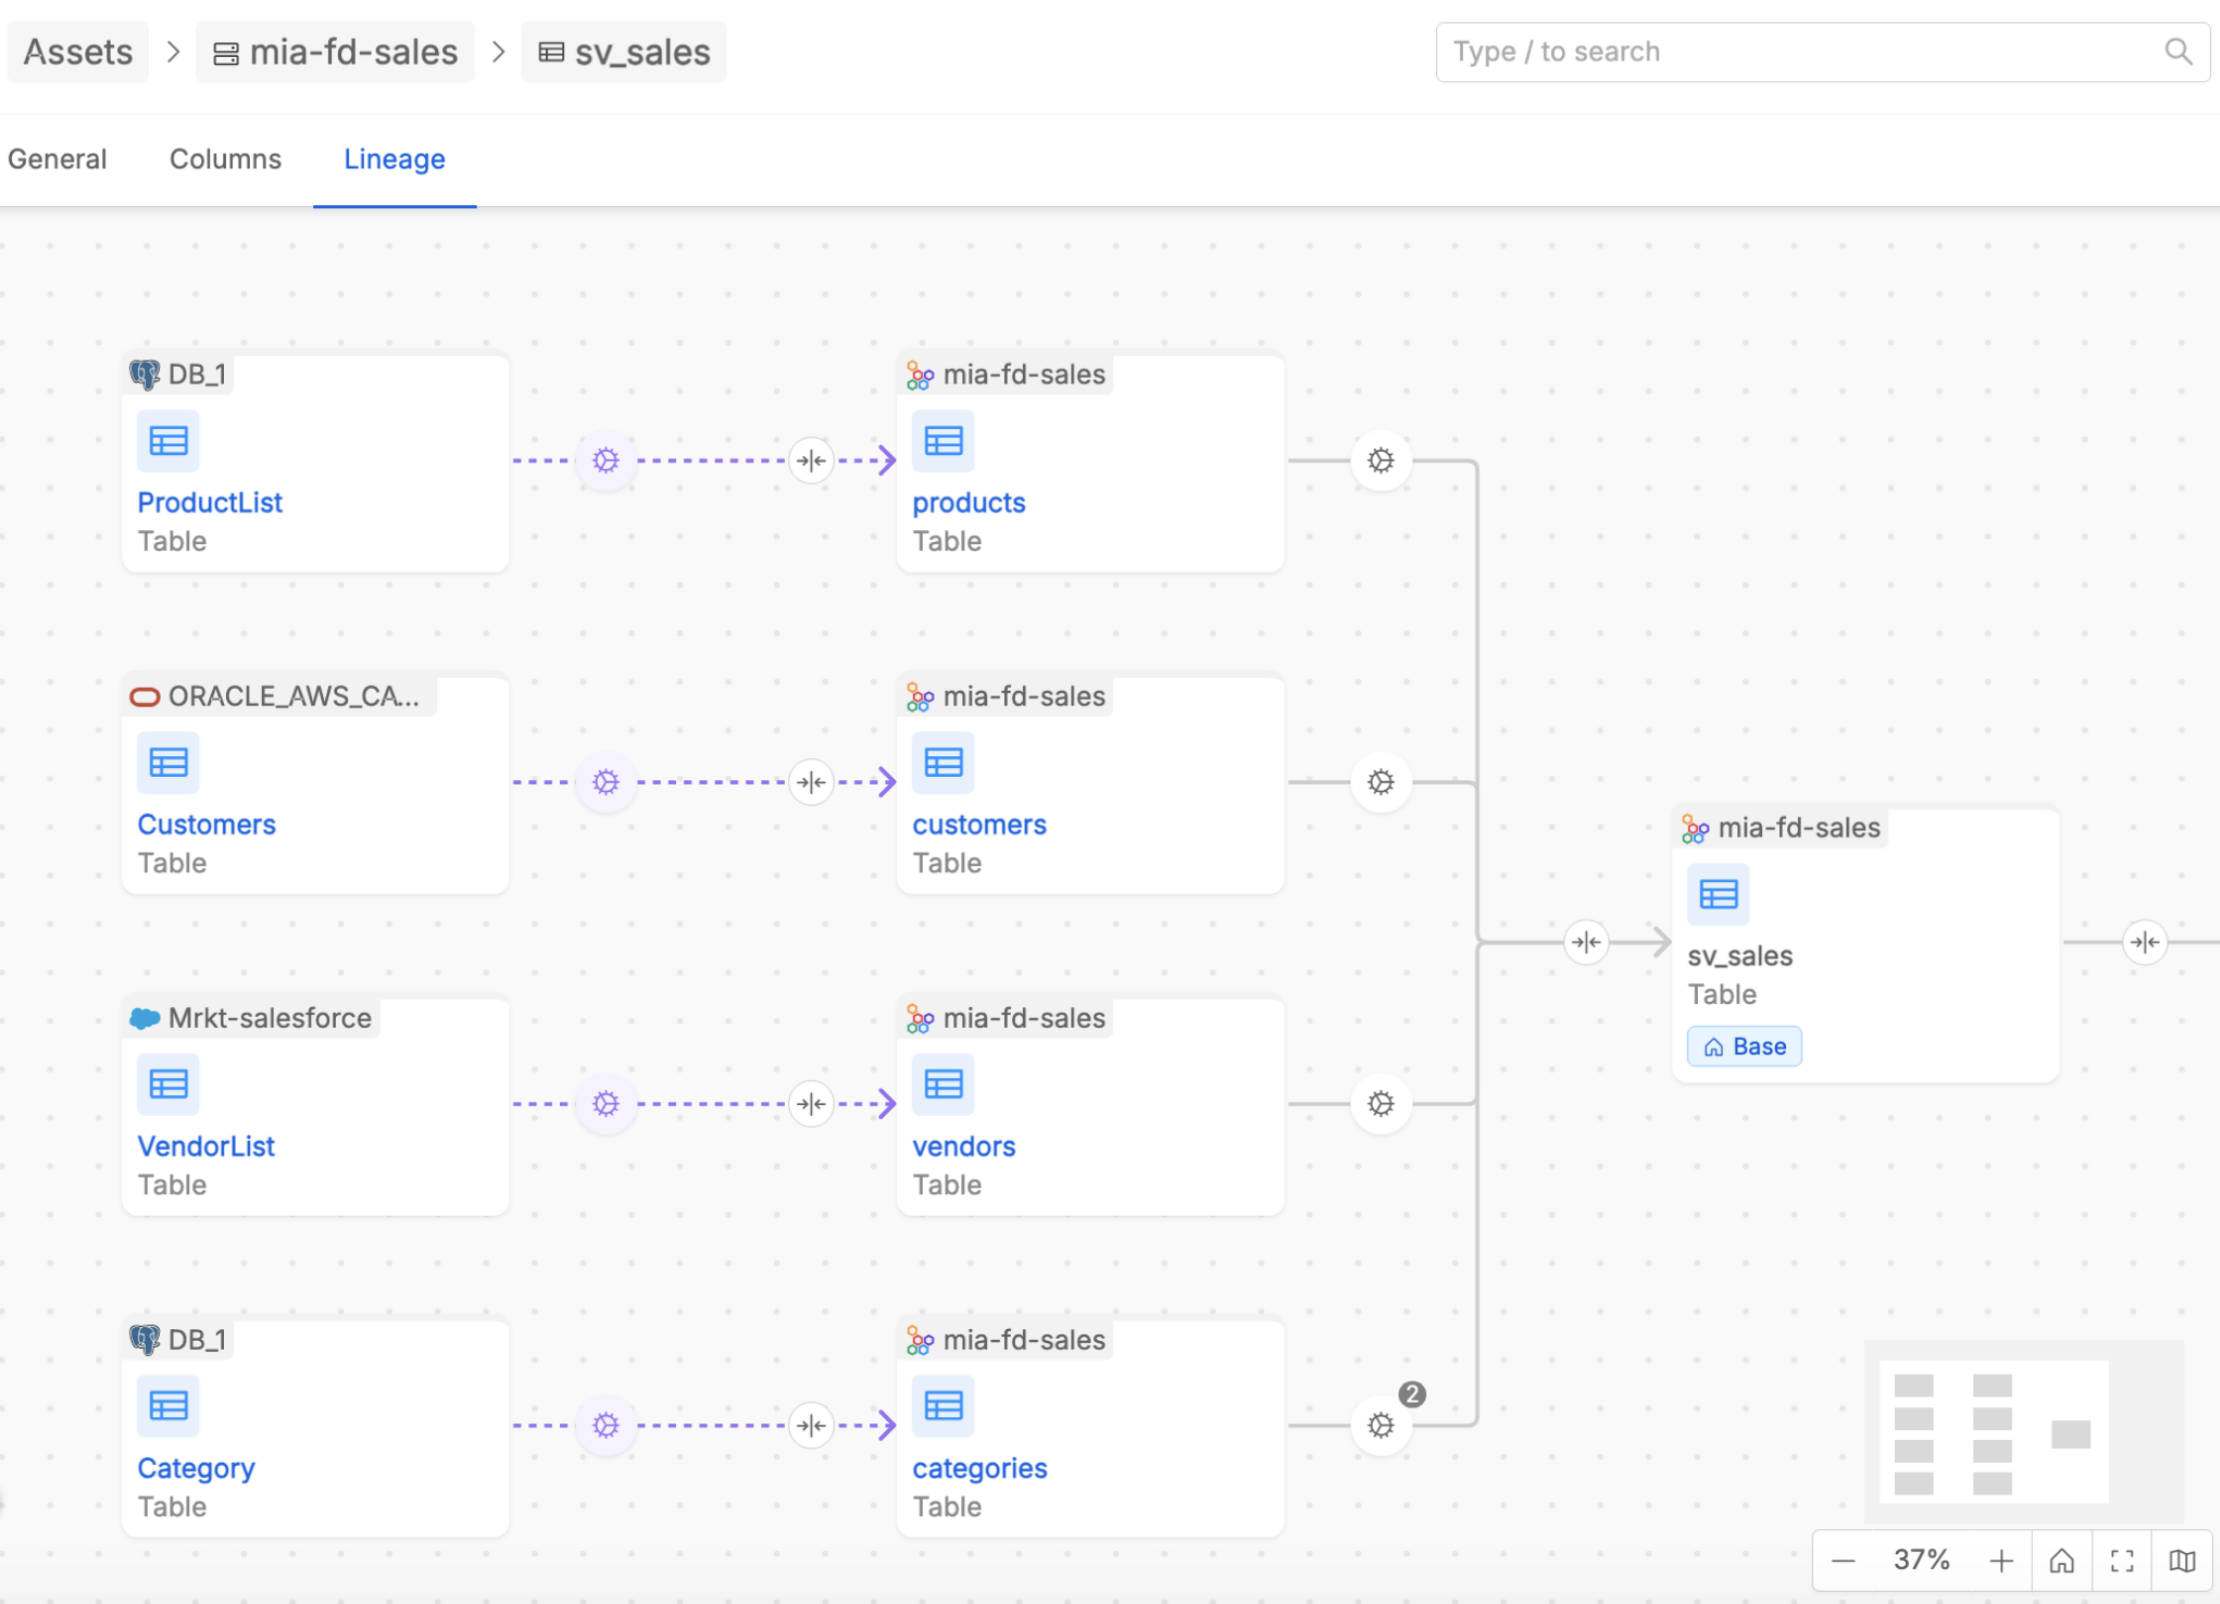 Assets > mia-fd-sales > sv_sales
Type / to search
General Columns Lineage
DB_1
ProductList
Table
mia-fd-sales
products
Table
ORACLE_AWS_CA...
Customers
Table
mia-fd-sales
customers
Table
mia-fd-sales
sv_sales
Table
Base
Mrkt-salesforce
VendorList
Table
mia-fd-sales
vendors
Table
DB_1
Category
Table
mia-fd-sales
categories
Table
2
37%